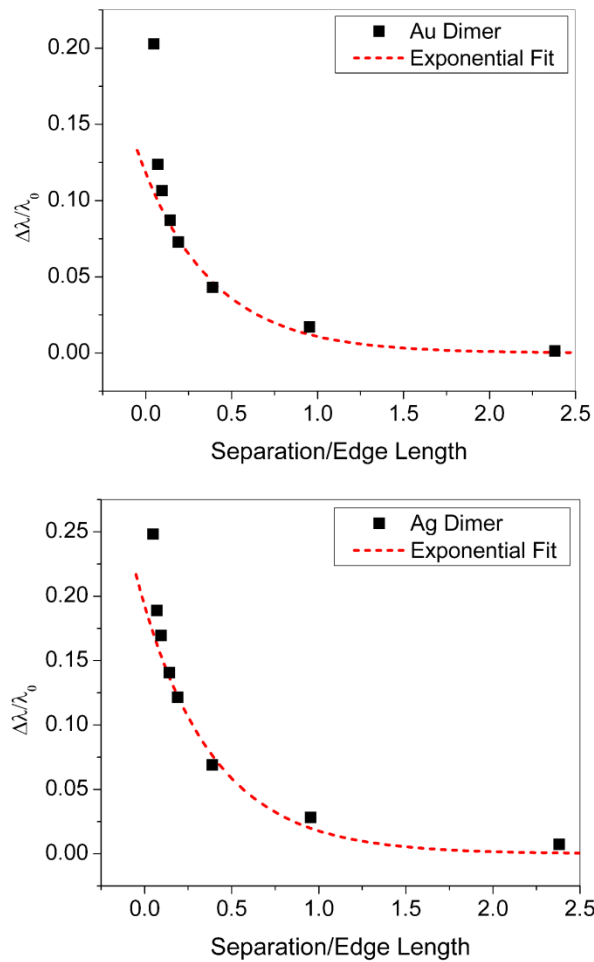 Au Dimer
Exponential Fit
0.20
0.15
0.10
0.05
0.00
Δλ/λ₀
0.0 0.5 1.0 1.5 2.0 2.5
Separation/Edge Length
Ag Dimer
Exponential Fit
0.25
0.20
0.15
0.10
0.05
0.00
Δλ/λ₀
0.0 0.5 1.0 1.5 2.0 2.5
Separation/Edge Length